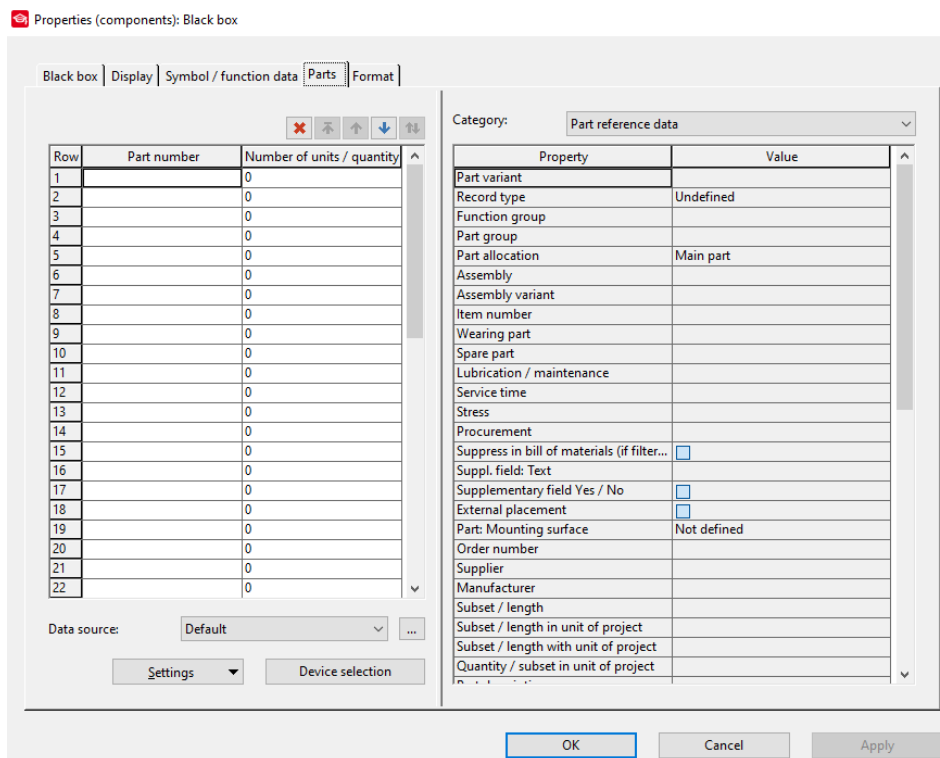 Properties (components): Black box
Black box Display Symbol / function data Parts Format
Category: Part reference data
Row Part number Number of units / quantity
1 0
2 0
3 0
4 0
5 0
6 0
7 0
8 0
9 0
10 0
11 0
12 0
13 0
14 0
15 0
16 0
17 0
18 0
19 0
20 0
21 0
22 0
Data source: Default ...
Settings Device selection
Property Value
Part variant
Record type Undefined
Function group
Part group
Part allocation Main part
Assembly
Assembly variant
Item number
Wearing part
Spare part
Lubrication / maintenance
Service time
Stress
Procurement
Suppress in bill of materials (if filter...
Suppl. field: Text
Supplementary field Yes / No
External placement
Part: Mounting surface Not defined
Order number
Supplier
Manufacturer
Subset / length
Subset / length in unit of project
Subset / length with unit of project
Quantity / subset in unit of project
OK Cancel Apply